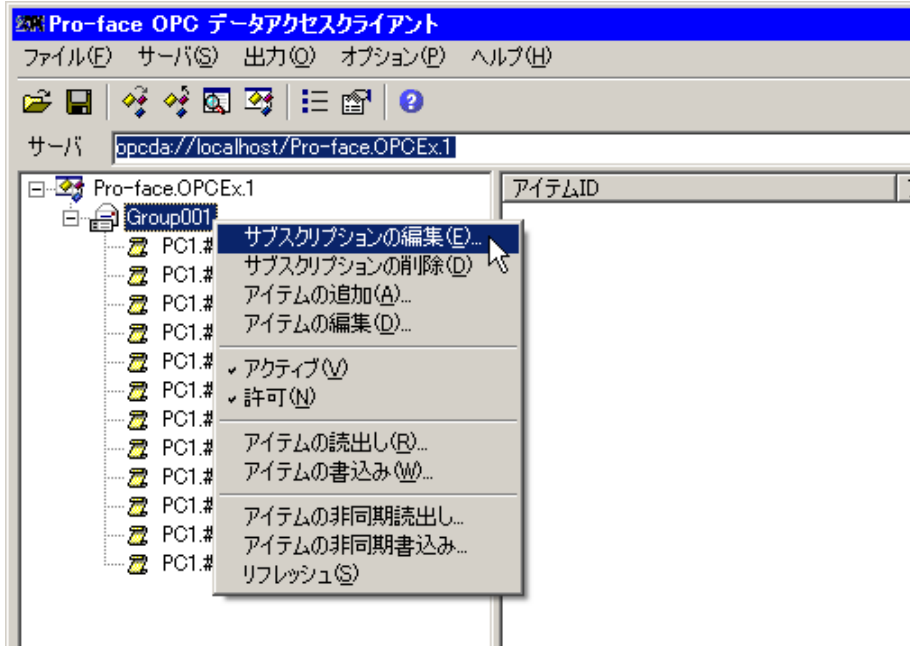 Pro-face OPC データアクセスクライアント
ファイル(F) サーバ(S) 出力(O) オプション(P) ヘルプ(H)
サーバ opcda://localhost/Pro-face.OPCEx.1
Pro-face.OPCEx.1
アイテムID
Group001
PC1.#
PC1.#
PC1.#
PC1.#
PC1.#
PC1.#
PC1.#
PC1.#
PC1.#
PC1.#
PC1.#
PC1.#
サブスクリプションの編集(E)...
サブスクリプションの削除(D)
アイテムの追加(A)...
アイテムの編集(D)...
アクティブ(V)
許可(N)
アイテムの読出し(R)...
アイテムの書込み(W)...
アイテムの非同期読出し...
アイテムの非同期書込み...
リフレッシュ(S)